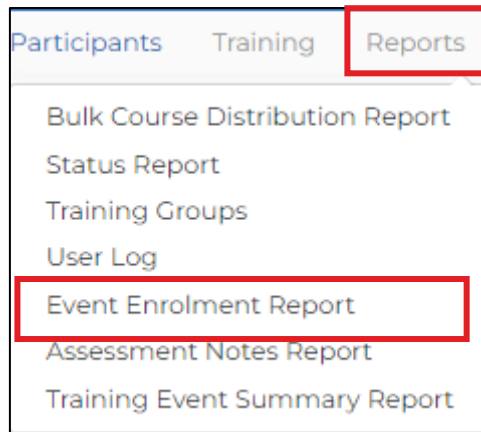 Participants Training Reports
Bulk Course Distribution Report
Status Report
Training Groups
User Log
Event Enrolment Report
Assessment Notes Report
Training Event Summary Report